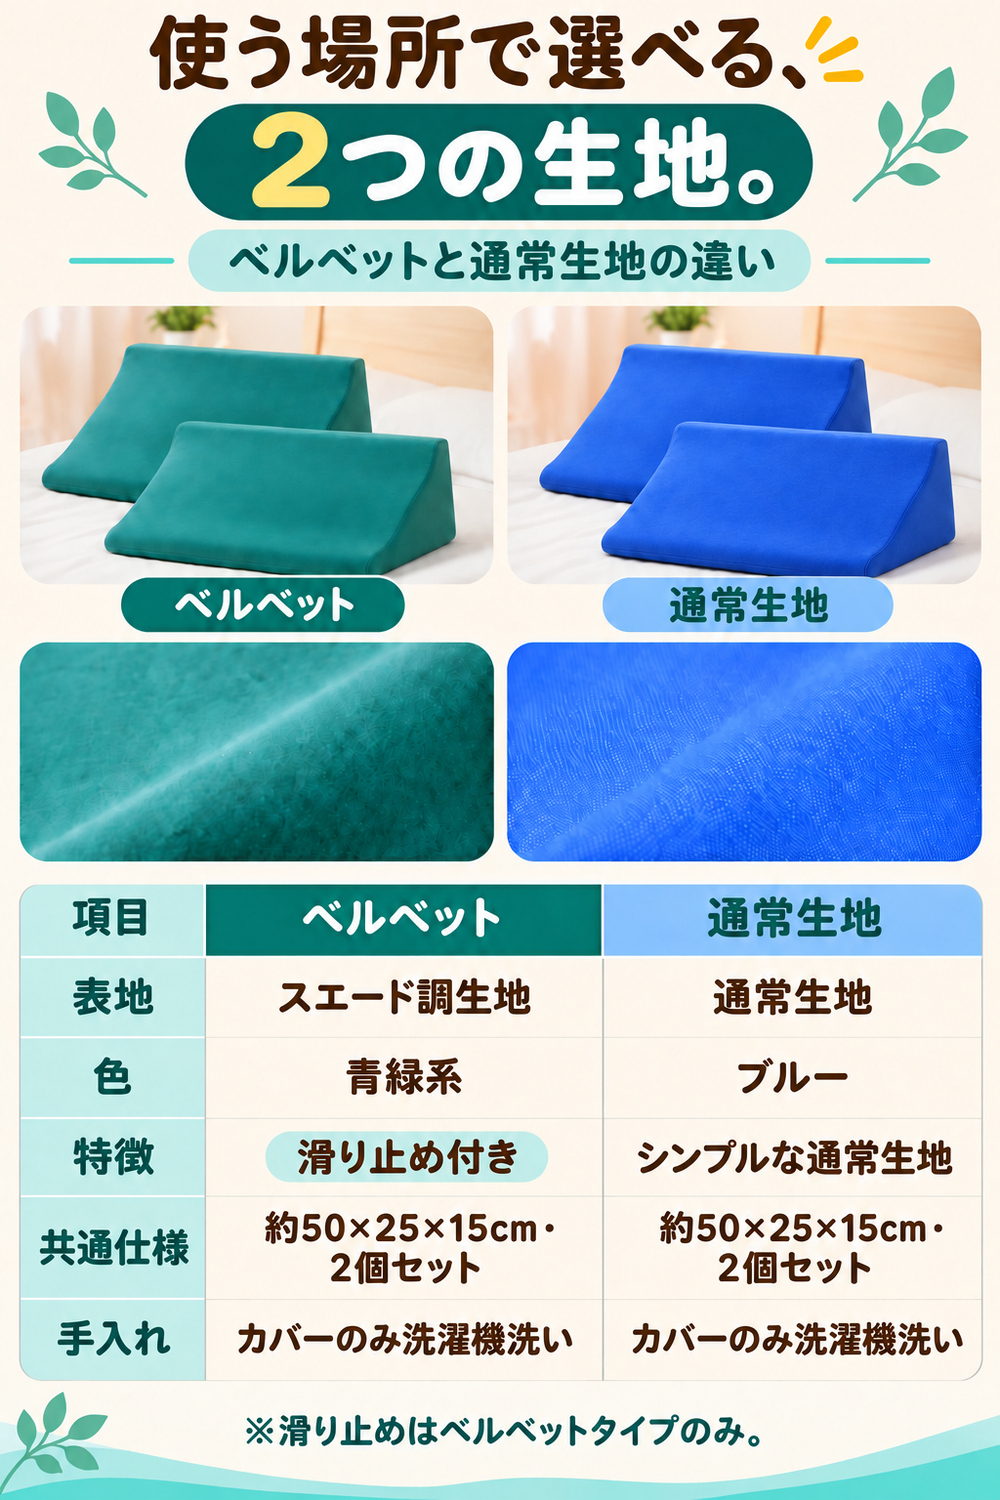 使う場所で選べる、
2つの生地。
ベルベットと通常生地の違い
ベルベット
通常生地
項目 ベルベット 通常生地
表地 スエード調生地 通常生地
色 青緑系 ブルー
特徴 滑り止め付き シンプルな通常生地
共通仕様 約50×25×15cm・2個セット 約50×25×15cm・2個セット
手入れ カバーのみ洗濯機洗い カバーのみ洗濯機洗い
※滑り止めはベルベットタイプのみ。